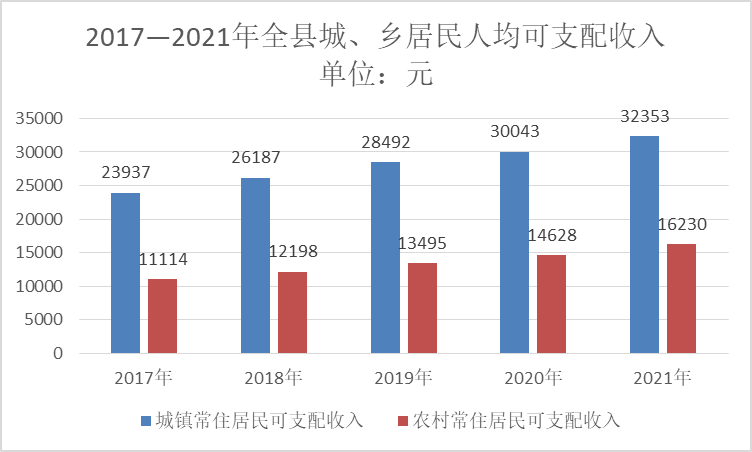 2017—2021年全县城、乡居民人均可支配收入
单位：元
35000
30000
25000
20000
15000
10000
5000
0
23937
11114
26187
12198
28492
13495
30043
14628
32353
16230
2017年
2018年
2019年
2020年
2021年
城镇常住居民可支配收入
农村常住居民可支配收入